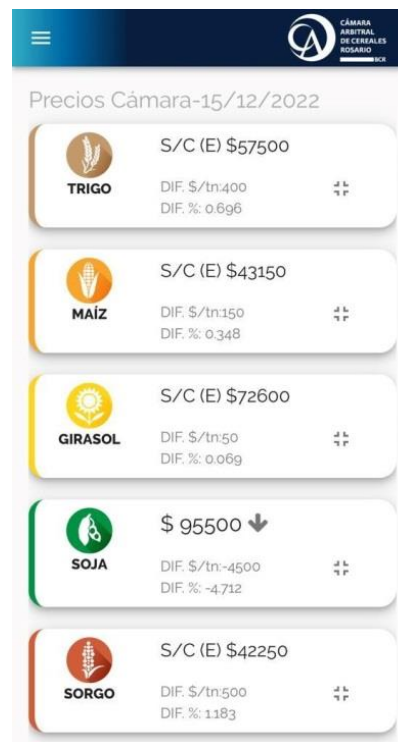 CÁMARA
ARBITRAL
DE CEREALES
ROSARIO
BCR
Precios Cámara-15/12/2022
S/C (E) $57500
TRIGO
DIF. $/tn:400
DIF. %: 0.696
S/C (E) $43150
MAÍZ
DIF. $/tn:150
DIF. %: 0.348
S/C (E) $72600
GIRASOL
DIF. $/tn:50
DIF. %: 0.069
$ 95500
SOJA
DIF. $/tn:-4500
DIF. %: -4.712
S/C (E) $42250
SORGO
DIF. $/tn:500
DIF. %: 1.183